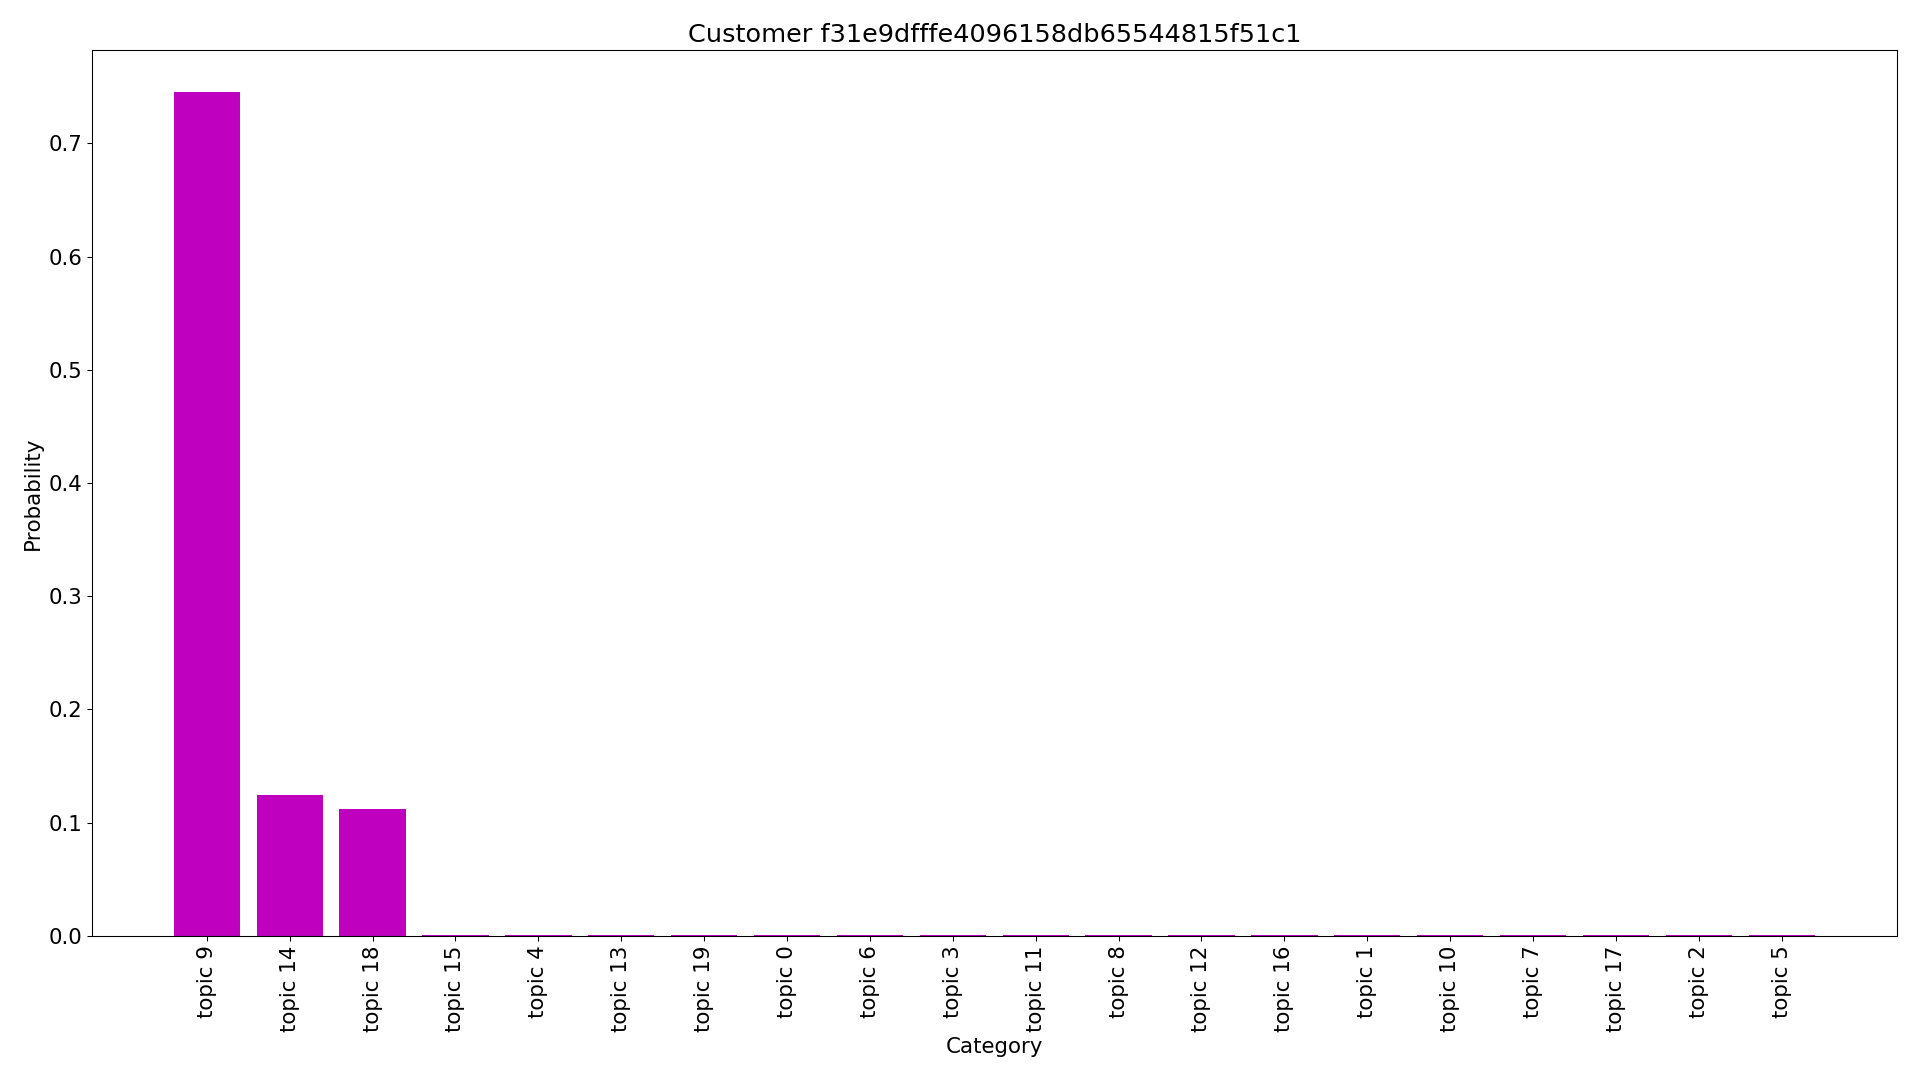 Customer f31e9dfffe4096158db65544815f51c1
Probability
0.7
0.6
0.5
0.4
0.3
0.2
0.1
0.0
topic 9
topic 14
topic 18
topic 15
topic 4
topic 13
topic 19
topic 0
topic 6
topic 3
topic 11
topic 8
topic 12
topic 16
topic 1
topic 10
topic 7
topic 17
topic 2
topic 5
Category